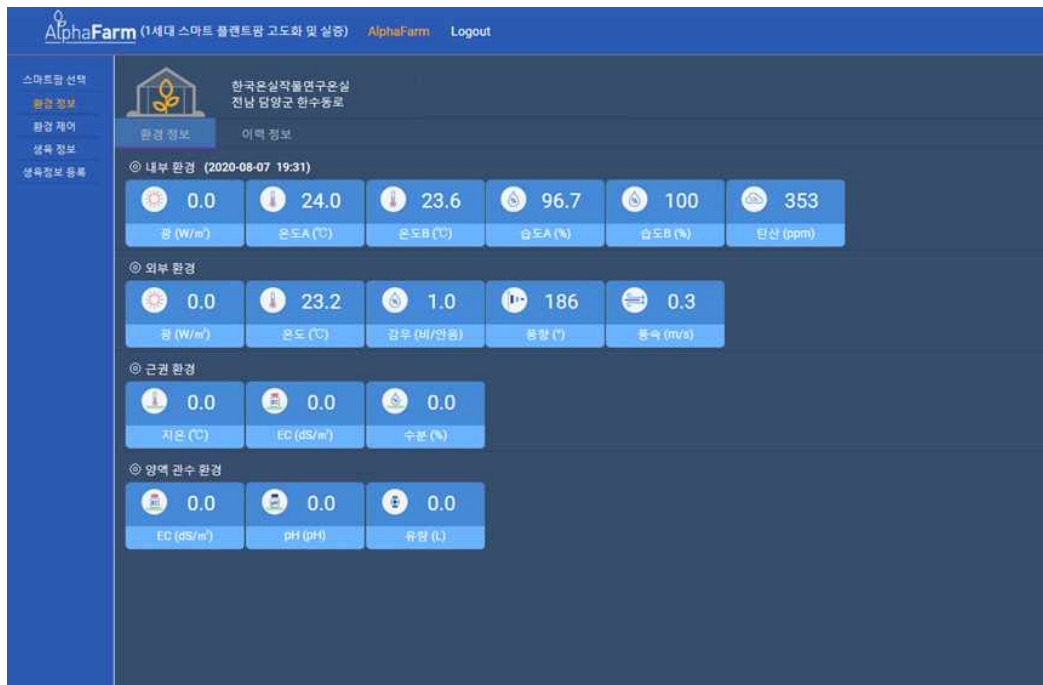 AlphaFarm (1세대 스마트 플랜트팜 고도화 및 실증) AlphaFarm Logout
스마트팜 선택
환경 정보
환경 제어
생육 정보
생육정보 등록
한국온실작물연구온실
전남 담양군 한수동로
환경 정보 이력 정보
◎ 내부 환경 (2020-08-07 19:31)
0.0 24.0 23.6 96.7 100 353
광 (W/㎡) 온도A (℃) 온도B (℃) 습도A (%) 습도B (%) 탄산 (ppm)
◎ 외부 환경
0.0 23.2 1.0 186 0.3
광 (W/㎡) 온도 (℃) 감우 (비/안옴) 풍향 (°) 풍속 (m/s)
◎ 근권 환경
0.0 0.0 0.0
지온 (℃) EC (dS/㎡) 수분 (%)
◎ 양액 관수 환경
0.0 0.0 0.0
EC (dS/㎡) pH (pH) 유량 (L)